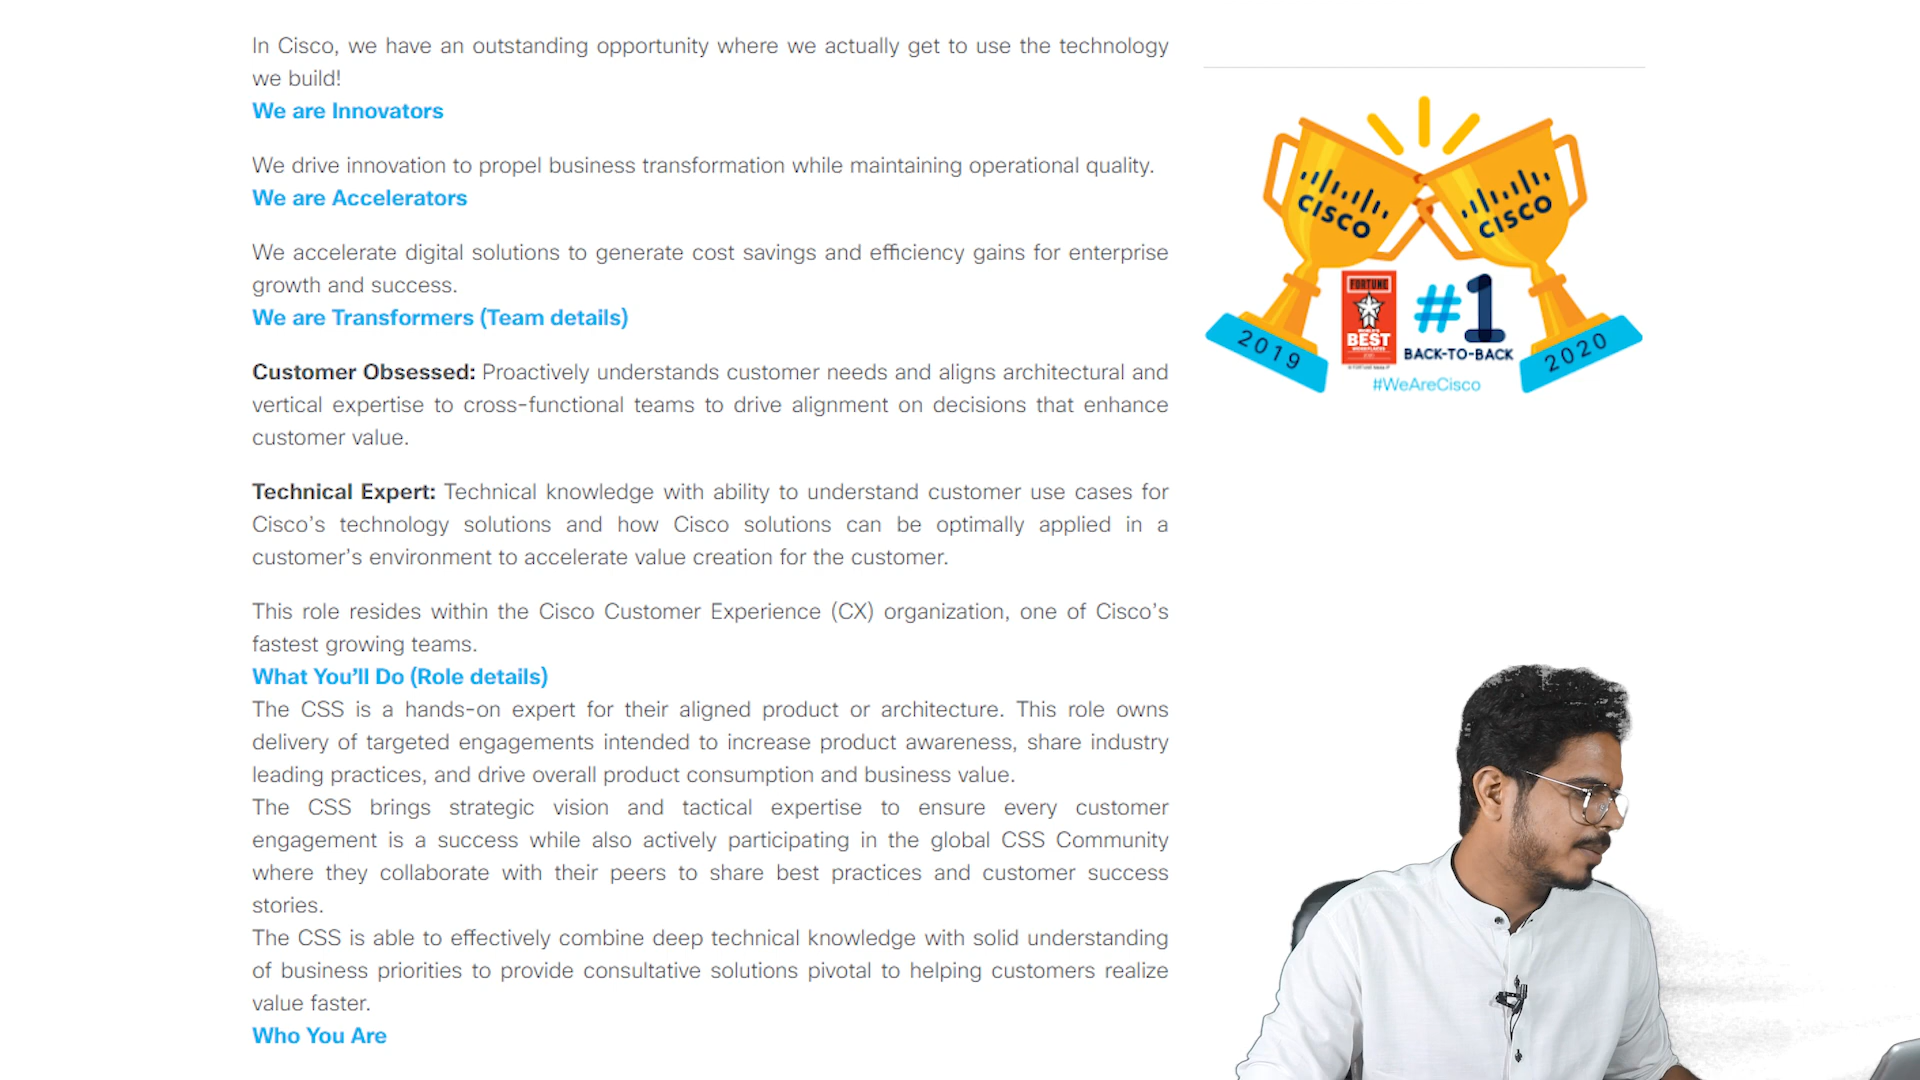 In Cisco, we have an outstanding opportunity where we actually get to use the technology
we build!
We are Innovators
We drive innovation to propel business transformation while maintaining operational quality.
We are Accelerators
We accelerate digital solutions to generate cost savings and efficiency gains for enterprise
growth and success.
We are Transformers (Team details)
Customer Obsessed: Proactively understands customer needs and aligns architectural and
vertical expertise to cross-functional teams to drive alignment on decisions that enhance
customer value.
Technical Expert: Technical knowledge with ability to understand customer use cases for
Cisco's technology solutions and how Cisco solutions can be optimally applied in a
customer's environment to accelerate value creation for the customer.
This role resides within the Cisco Customer Experience (CX) organization, one of Cisco's
fastest growing teams.
What You'll Do (Role details)
The CSS is a hands-on expert for their aligned product or architecture. This role owns
delivery of targeted engagements intended to increase product awareness, share industry
leading practices, and drive overall product consumption and business value.
The CSS brings strategic vision and tactical expertise to ensure every customer
engagement is a success while also actively participating in the global CSS Community
where they collaborate with their peers to share best practices and customer success
stories.
The CSS is able to effectively combine deep technical knowledge with solid understanding
of business priorities to provide consultative solutions pivotal to helping customers realize
value faster.
Who You Are
CISCO
CISCO
FORTUNE
BEST
#1
BACK-TO-BACK
2019
2020
#WeAreCisco